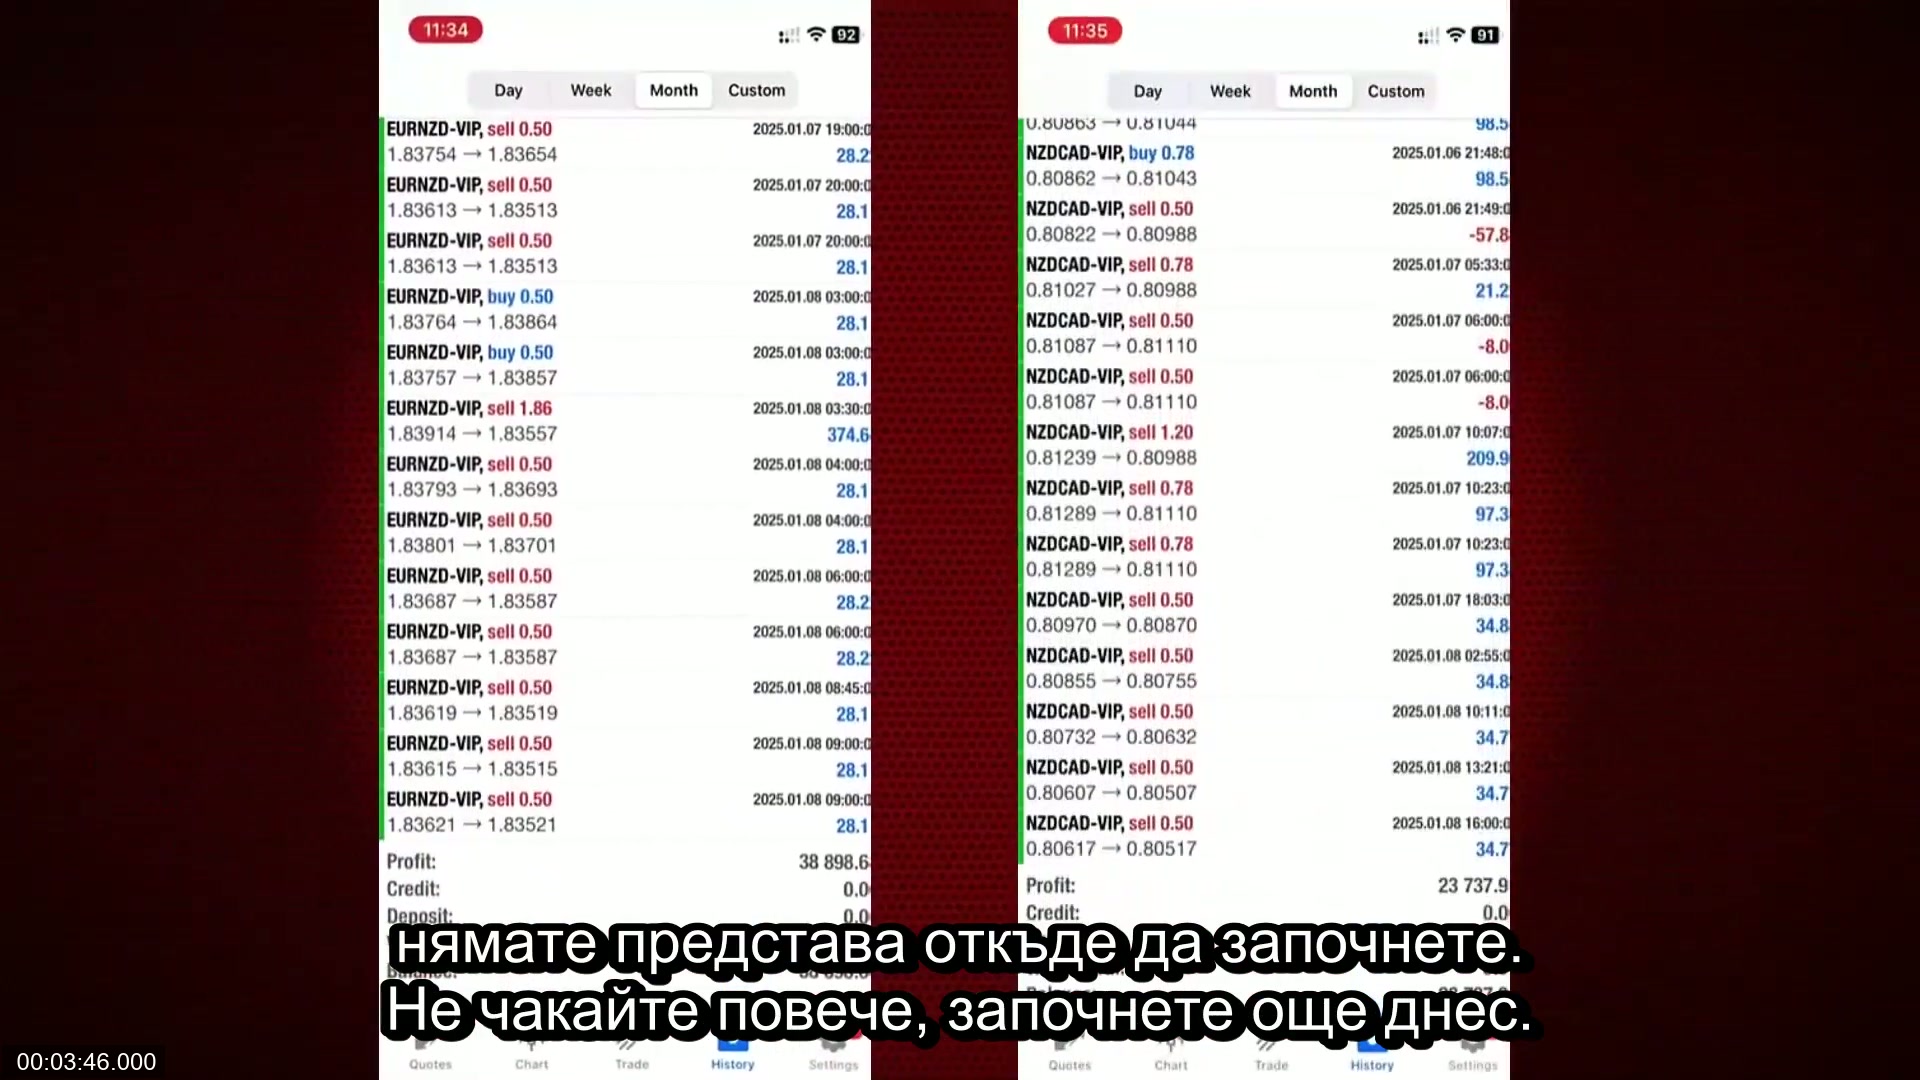 11:34
92
Day Week Month Custom
EURNZD-VIP, sell 0.50 2025.01.07 19:00:0
1.83754 → 1.83654 28.2
EURNZD-VIP, sell 0.50 2025.01.07 20:00:0
1.83613 → 1.83513 28.1
EURNZD-VIP, sell 0.50 2025.01.07 20:00:0
1.83613 → 1.83513 28.1
EURNZD-VIP, buy 0.50 2025.01.08 03:00:0
1.83764 → 1.83864 28.1
EURNZD-VIP, buy 0.50 2025.01.08 03:00:0
1.83757 → 1.83857 28.1
EURNZD-VIP, sell 1.86 2025.01.08 03:30:0
1.83914 → 1.83557 374.6
EURNZD-VIP, sell 0.50 2025.01.08 04:00:0
1.83793 → 1.83693 28.1
EURNZD-VIP, sell 0.50 2025.01.08 04:00:0
1.83801 → 1.83701 28.1
EURNZD-VIP, sell 0.50 2025.01.08 06:00:0
1.83687 → 1.83587 28.2
EURNZD-VIP, sell 0.50 2025.01.08 06:00:0
1.83687 → 1.83587 28.2
EURNZD-VIP, sell 0.50 2025.01.08 08:45:0
1.83619 → 1.83519 28.1
EURNZD-VIP, sell 0.50 2025.01.08 09:00:0
1.83615 → 1.83515 28.1
EURNZD-VIP, sell 0.50 2025.01.08 09:00:0
1.83621 → 1.83521 28.1
Profit: 38 898.6
Credit: 0.0
Deposit: 0.0
Quotes Chart Trade History Settings
11:35
91
Day Week Month Custom
0.80863 → 0.81044 98.5
NZDCAD-VIP, buy 0.78 2025.01.06 21:48:0
0.80862 → 0.81043 98.5
NZDCAD-VIP, sell 0.50 2025.01.06 21:49:0
0.80822 → 0.80988 -57.8
NZDCAD-VIP, sell 0.78 2025.01.07 05:33:0
0.81027 → 0.80988 21.2
NZDCAD-VIP, sell 0.50 2025.01.07 06:00:0
0.81087 → 0.81110 -8.0
NZDCAD-VIP, sell 0.50 2025.01.07 06:00:0
0.81087 → 0.81110 -8.0
NZDCAD-VIP, sell 1.20 2025.01.07 10:07:0
0.81239 → 0.80988 209.9
NZDCAD-VIP, sell 0.78 2025.01.07 10:23:0
0.81289 → 0.81110 97.3
NZDCAD-VIP, sell 0.78 2025.01.07 10:23:0
0.81289 → 0.81110 97.3
NZDCAD-VIP, sell 0.50 2025.01.07 18:03:0
0.80970 → 0.80870 34.8
NZDCAD-VIP, sell 0.50 2025.01.08 02:55:0
0.80855 → 0.80755 34.8
NZDCAD-VIP, sell 0.50 2025.01.08 10:11:0
0.80732 → 0.80632 34.7
NZDCAD-VIP, sell 0.50 2025.01.08 13:21:0
0.80607 → 0.80507 34.7
NZDCAD-VIP, sell 0.50 2025.01.08 16:00:0
0.80617 → 0.80517 34.7
Profit: 23 737.9
Credit: 0.0
Quotes Chart Trade History Settings
нямате представа откъде да започнете.
Не чакайте повече, започнете още днес.
00:03:46.000